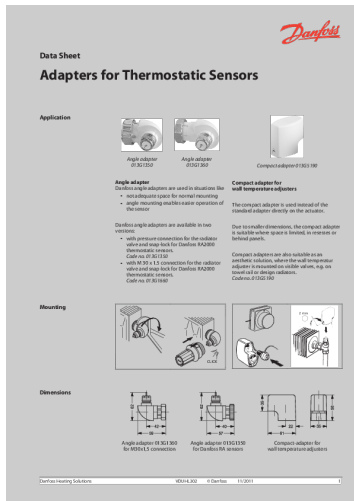 Danfoss
Data Sheet
Adapters for Thermostatic Sensors
Application
Angle adapter
013G1350
Angle adapter
013G1360
Compact adapter 013G5190
Angle adapter
Danfoss angle adapters are used in situations like
• not adequate space for normal mounting
• angle mounting enables easier operation of
the sensor
Danfoss angle adapters are available in two
versions:
• with pressure connection for the radiator
valve and snap-lock for Danfoss RA2000
thermostatic sensors.
Code no. 013G1350
• with M 30 x 1,5 connection for the radiator
valve and snap-lock for Danfoss RA2000
thermostatic sensors.
Code no. 013G1360
Compact adapter for
wall temperature adjusters
The compact adapter is used instead of the
standard adapter directly on the actuator.
Due to smaller dimensions, the compact adapter
is suitable where space is limited, in recesses or
behind panels.
Compact adapters are also suitable as an
aesthetic solution, where the wall temperatur
adjuster is mounted on visible valves, e.g. on
towel rail or design radiators.
Code no. 013G5190
Mounting
CLICK
Dimensions
Angle adapter 013G1360
for M30x1,5 connection
Angle adapter 013G1350
for Danfoss RA sensors
Compact adapter for
wall temperature adjusters
Danfoss Heating Solutions
VDUHL302
© Danfoss
11/2011
1